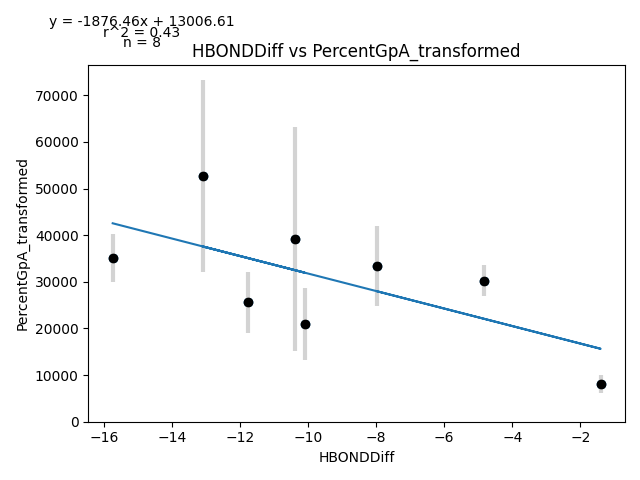 y = -1876.46x + 13006.61
r^2 = 0.43
n = 8
HBONDDiff vs PercentGpA_transformed
PercentGpA_transformed
70000
60000
50000
40000
30000
20000
10000
0
−16 −14 −12 −10 −8 −6 −4 −2
HBONDDiff